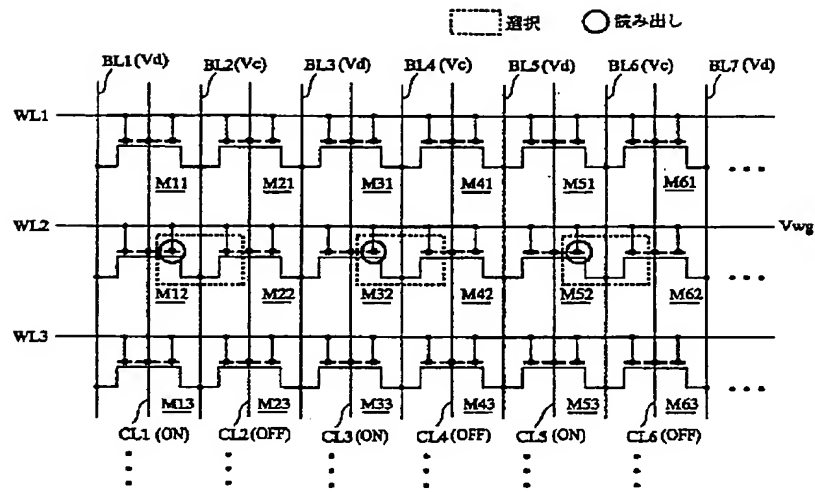 選択 読み出し
BL1(Vd) BL2(Vc) BL3(Vd) BL4(Vc) BL5(Vd) BL6(Vc) BL7(Vd)
WL1
M11 M21 M31 M41 M51 M61
WL2 Vwg
M12 M22 M32 M42 M52 M62
WL3
M13 M23 M33 M43 M53 M63
CL1(ON) CL2(OFF) CL3(ON) CL4(OFF) CL5(ON) CL6(OFF)